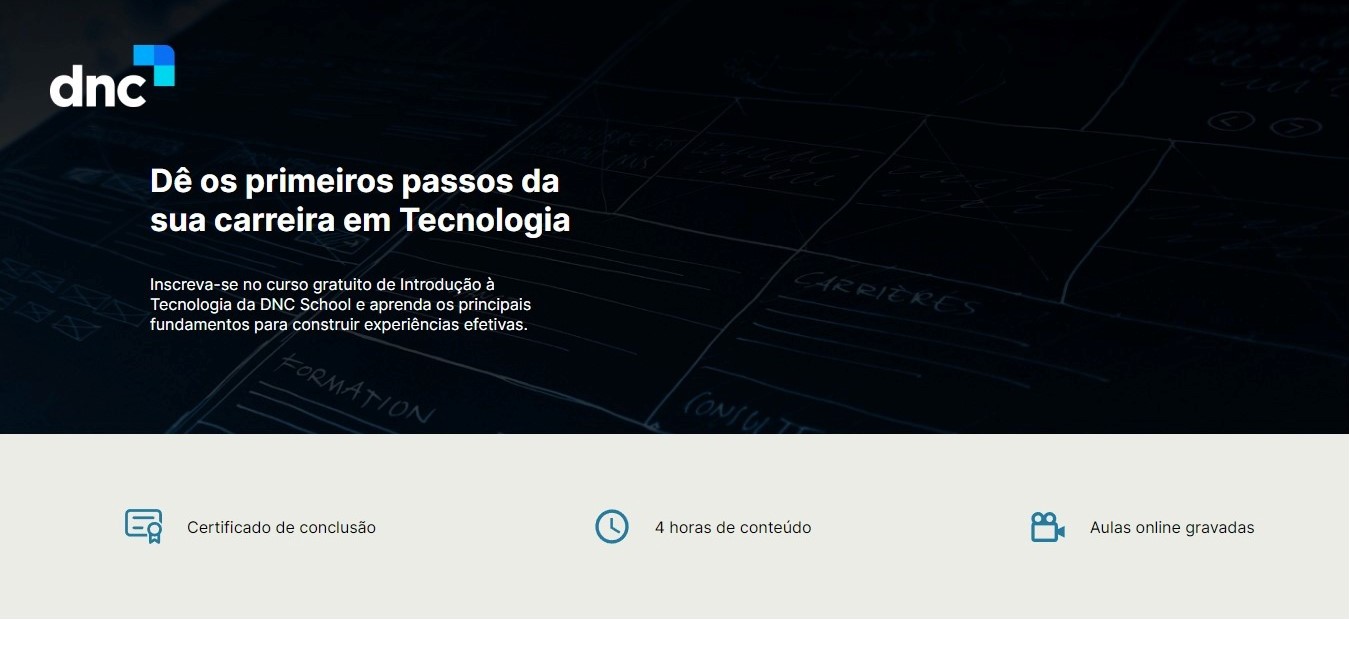 dnc
Dê os primeiros passos da
sua carreira em Tecnologia
Inscreva-se no curso gratuito de Introdução à
Tecnologia da DNC School e aprenda os principais
fundamentos para construir experiências efetivas.
CARRIÈRES
FORMATION
Certificado de conclusão
4 horas de conteúdo
Aulas online gravadas